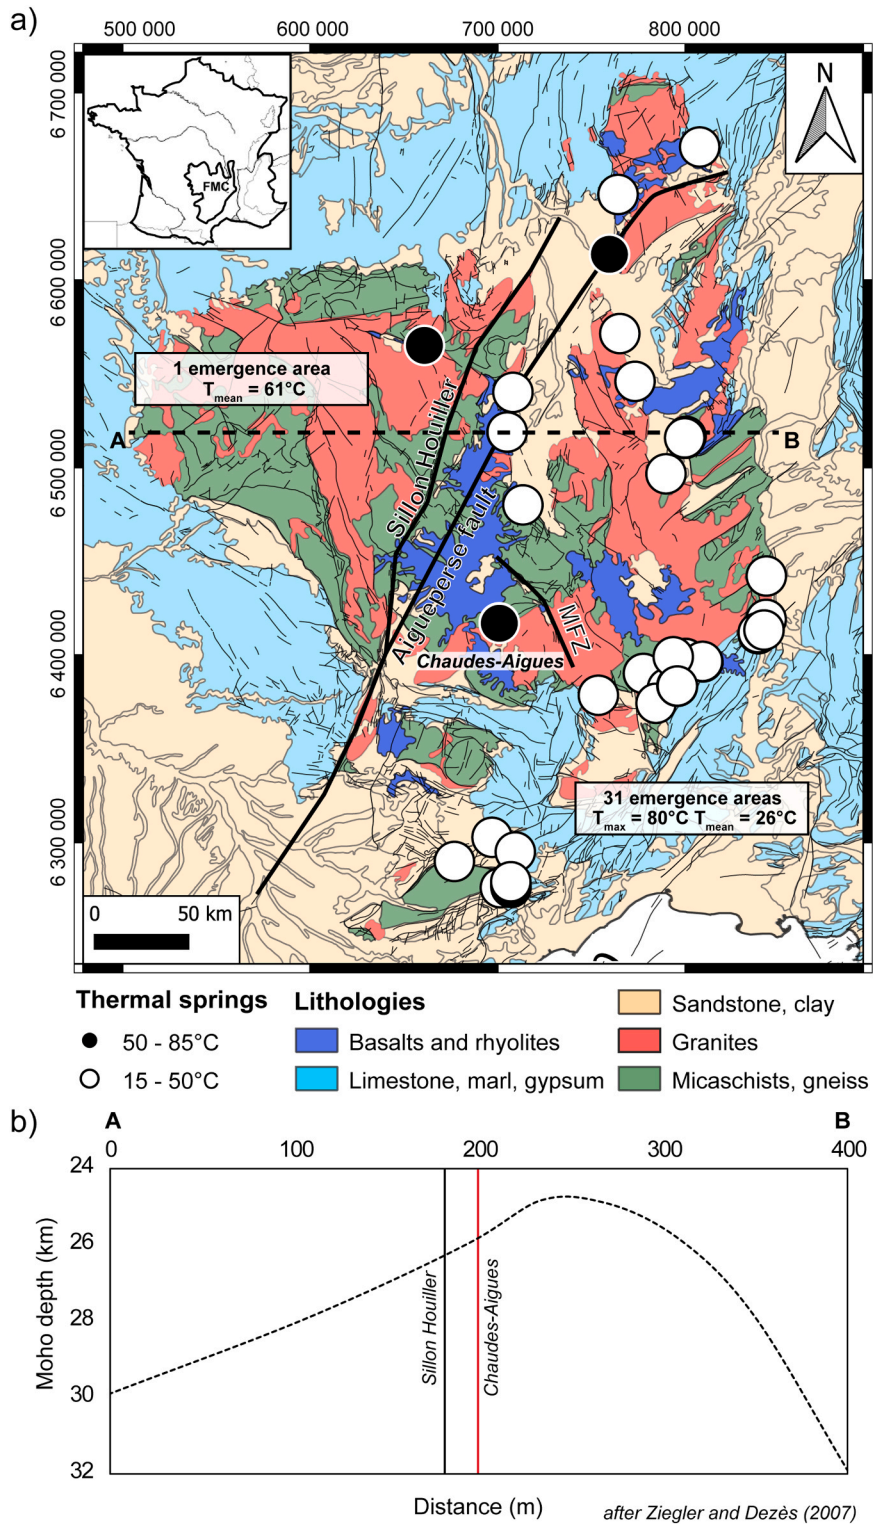 a)
500 000 600 000 700 000 800 000
6 700 000
6 600 000
6 500 000
6 400 000
6 300 000
FMC
N
1 emergence area
Tmean = 61°C
A
B
Sillon Houiller
Aigueperse fault
MFZ
Chaudes-Aigues
31 emergence areas
Tmax = 80°C Tmean = 26°C
0 50 km
Thermal springs
50 - 85°C
15 - 50°C
Lithologies
Basalts and rhyolites
Limestone, marl, gypsum
Sandstone, clay
Granites
Micaschists, gneiss
b)
A B
0 100 200 300 400
24
26
28
30
32
Moho depth (km)
Sillon Houiller
Chaudes-Aigues
Distance (m)
after Ziegler and Dezès (2007)